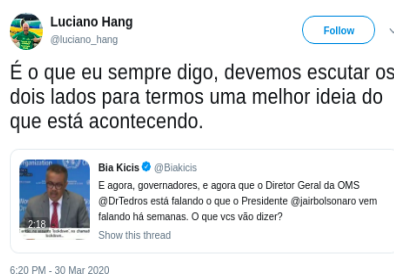 Luciano Hang
@luciano_hang
Follow
É o que eu sempre digo, devemos escutar os
dois lados para termos uma melhor ideia do
que está acontecendo.
Bia Kicis @Biakicis
E agora, governadores, e agora que o Diretor Geral da OMS
@DrTedros está falando o que o Presidente @jairbolsonaro vem
falando há semanas. O que vcs vão dizer?
Show this thread
2:18
6:20 PM - 30 Mar 2020